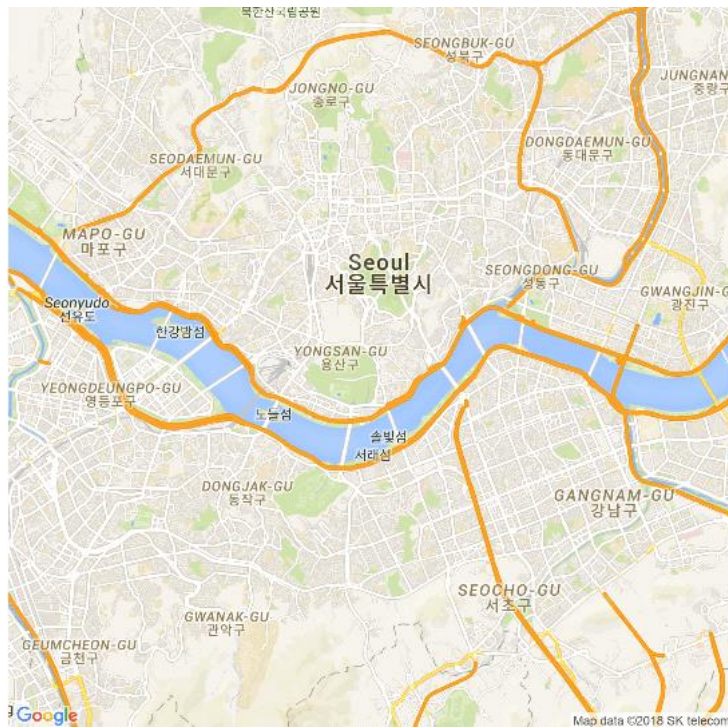 북한산국립공원
SEONGBUK-GU
성북구
JUNGNAN
중랑구
JONGNO-GU
종로구
DONGDAEMUN-GU
동대문구
SEODAEMUN-GU
서대문구
MAPO-GU
마포구
Seoul
서울특별시
SEONGDONG-GU
성동구
GWANGJIN-G
광진구
Seonyudo
선유도
한강밤섬
YONGSAN-GU
용산구
YEONGDEUNGPO-GU
영등포구
노들섬
솔빛섬
서래섬
DONGJAK-GU
동작구
GANGNAM-GU
강남구
SEOCHO-GU
서초구
GWANAK-GU
관악구
GEUMCHEON-GU
금천구
Google
Map data ©2018 SK telecom